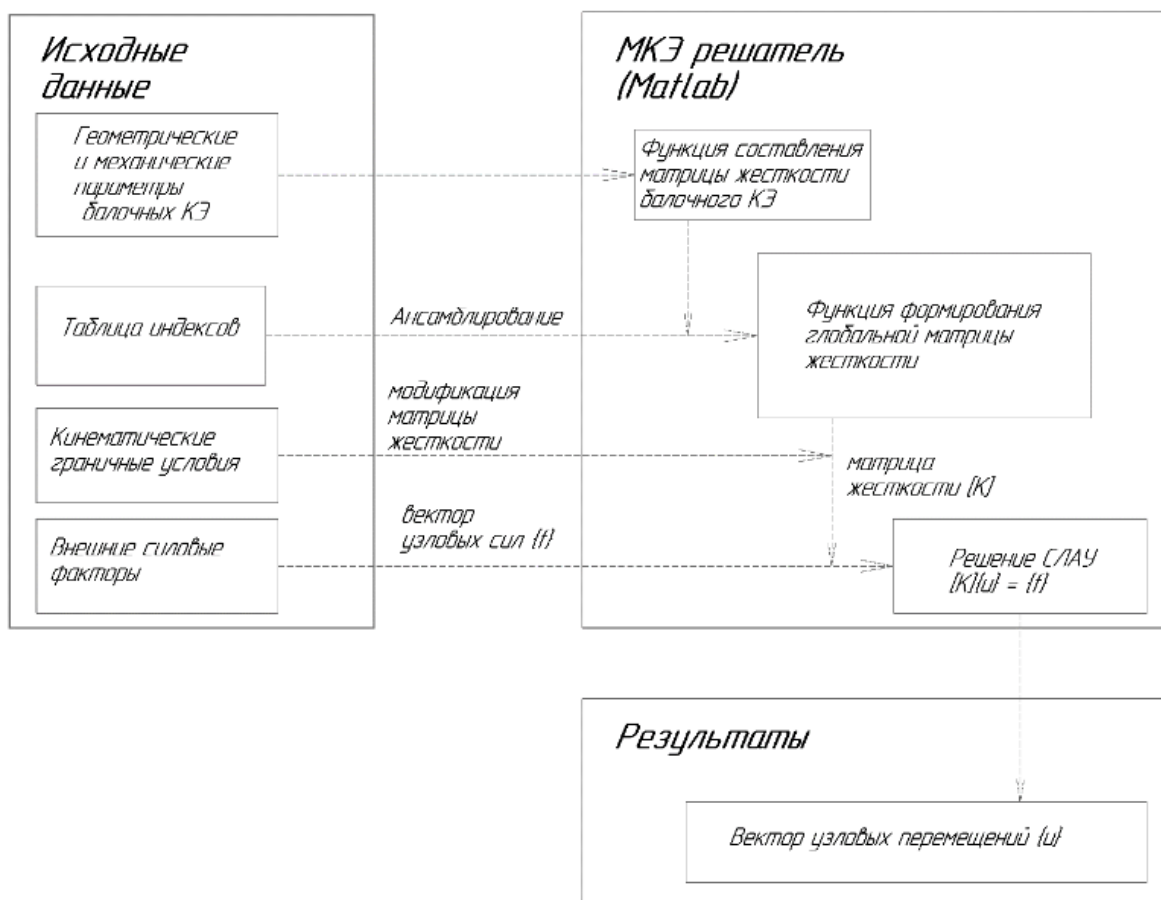 Исходные
данные
Геометрические
и механические
параметры
балочных КЭ
Таблица индексов
Кинематические
граничные условия
Внешние силовые
факторы
Ансамблирование
модификация
матрицы
жесткости
вектор
узловых сил {f}
МКЭ решатель
(Matlab)
Функция составления
матрицы жесткости
балочного КЭ
Функция формирования
глобальной матрицы
жесткости
матрица
жесткости [K]
Решение СЛАУ
[K]{u} = {f}
Результаты
Вектор узловых перемещений {u}